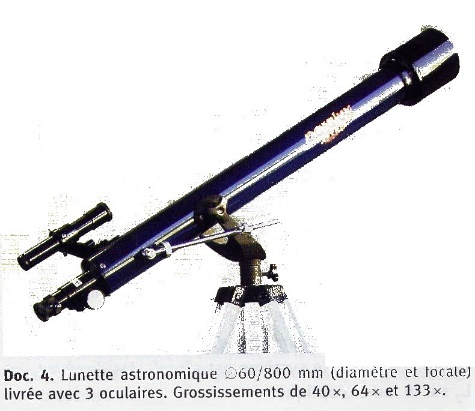 Doc. 4. Lunette astronomique ∅60/800 mm (diamètre et focale)
livrée avec 3 oculaires. Grossissements de 40×, 64× et 133×.